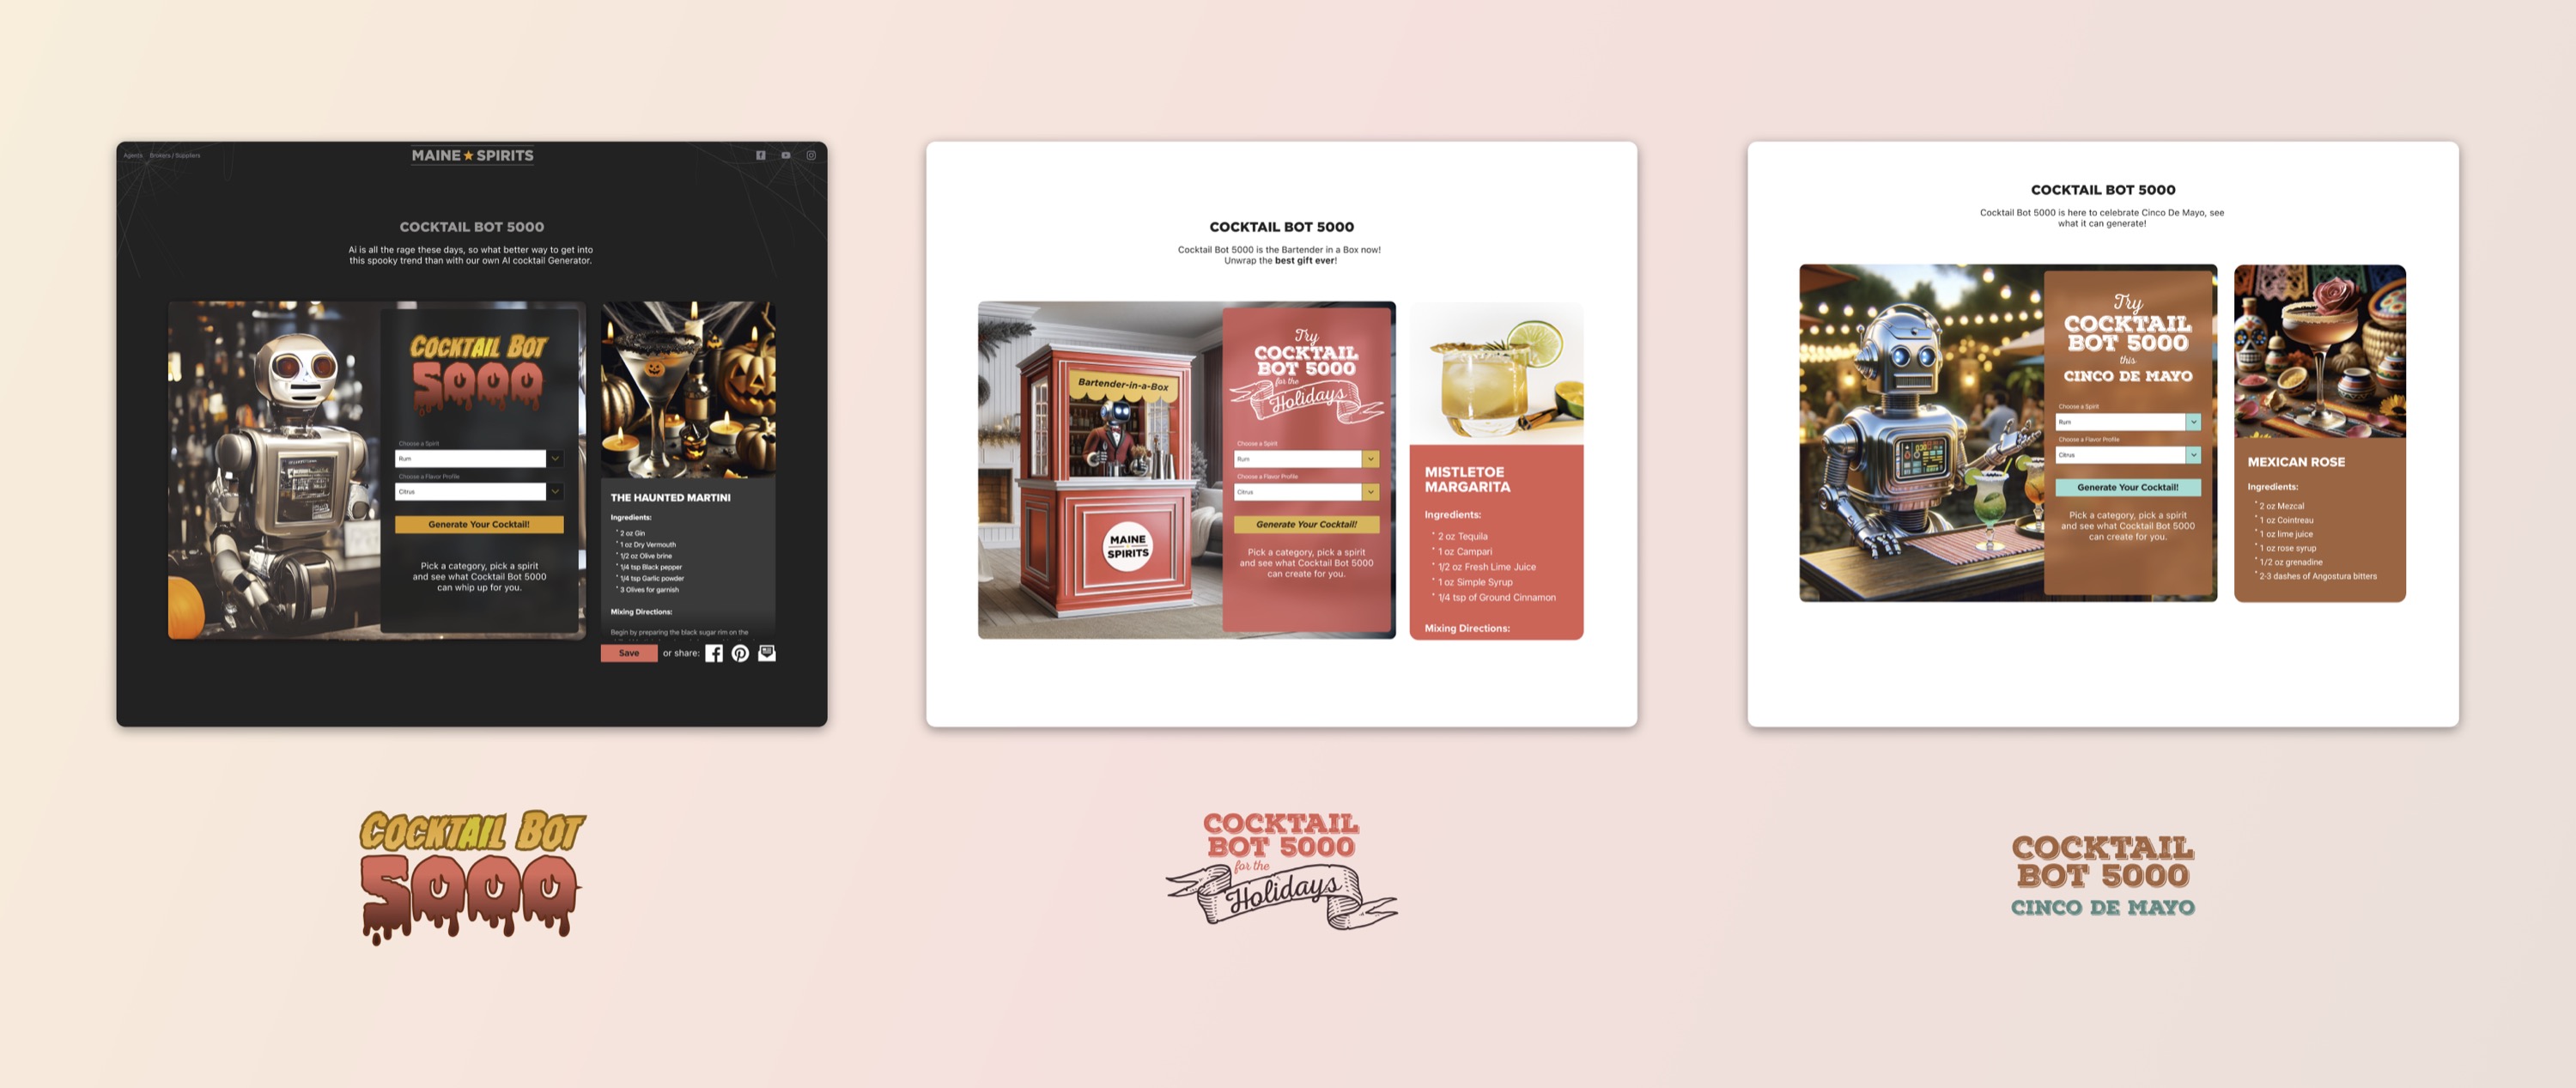 Agents Brokers / Suppliers
MAINE ★ SPIRITS
COCKTAIL BOT 5000
Ai is all the rage these days, so what better way to get into
this spooky trend than with our own AI cocktail Generator.
COCKTAIL BOT
5000
Choose a Spirit
Rum
Choose a Flavor Profile
Citrus
Generate Your Cocktail!
Pick a category, pick a spirit
and see what Cocktail Bot 5000
can whip up for you.
THE HAUNTED MARTINI
Ingredients:
* 2 oz Gin
* 1 oz Dry Vermouth
* 1/2 oz Olive brine
* 1/4 tsp Black pepper
* 1/4 tsp Garlic powder
* 3 Olives for garnish
Mixing Directions:
Begin by preparing the black sugar rim on the
Save or share:
COCKTAIL BOT
5000
COCKTAIL BOT 5000
Cocktail Bot 5000 is the Bartender in a Box now!
Unwrap the best gift ever!
Bartender-in-a-Box
MAINE
SPIRITS
Try
COCKTAIL
BOT 5000
for the
Holidays
Choose a Spirit
Rum
Choose a Flavor Profile
Citrus
Generate Your Cocktail!
Pick a category, pick a spirit
and see what Cocktail Bot 5000
can create for you.
MISTLETOE
MARGARITA
Ingredients:
* 2 oz Tequila
* 1 oz Campari
* 1/2 oz Fresh Lime Juice
* 1 oz Simple Syrup
* 1/4 tsp of Ground Cinnamon
Mixing Directions:
COCKTAIL
BOT 5000
for the
Holidays
COCKTAIL BOT 5000
Cocktail Bot 5000 is here to celebrate Cinco De Mayo, see
what it can generate!
Try
COCKTAIL
BOT 5000
this
CINCO DE MAYO
Choose a Spirit
Rum
Choose a Flavor Profile
Citrus
Generate Your Cocktail!
Pick a category, pick a spirit
and see what Cocktail Bot 5000
can create for you.
MEXICAN ROSE
Ingredients:
* 2 oz Mezcal
* 1 oz Cointreau
* 1 oz lime juice
* 1 oz rose syrup
* 1/2 oz grenadine
* 2-3 dashes of Angostura bitters
COCKTAIL
BOT 5000
CINCO DE MAYO